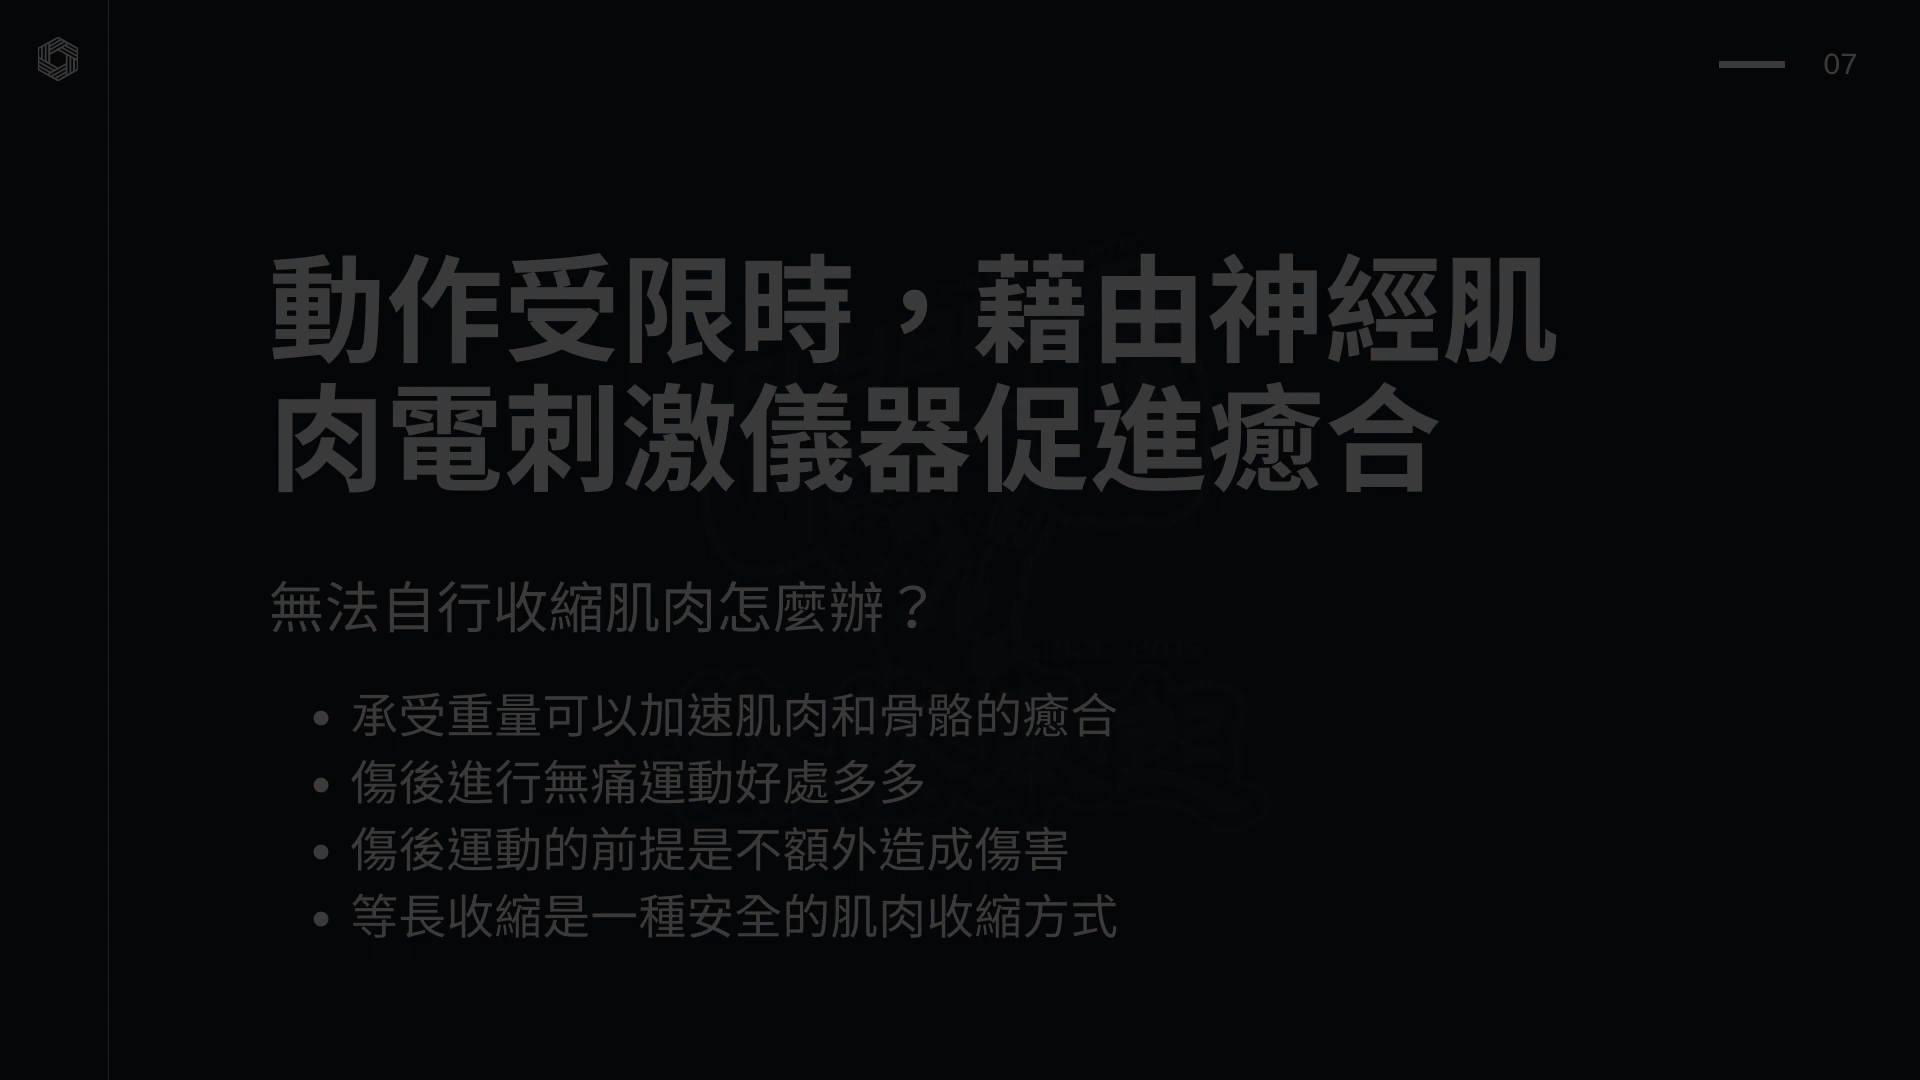 07
動作受限時，藉由神經肌
肉電刺激儀器促進癒合
無法自行收縮肌肉怎麼辦？
• 承受重量可以加速肌肉和骨骼的癒合
• 傷後進行無痛運動好處多多
• 傷後運動的前提是不額外造成傷害
• 等長收縮是一種安全的肌肉收縮方式
SINCE 2015